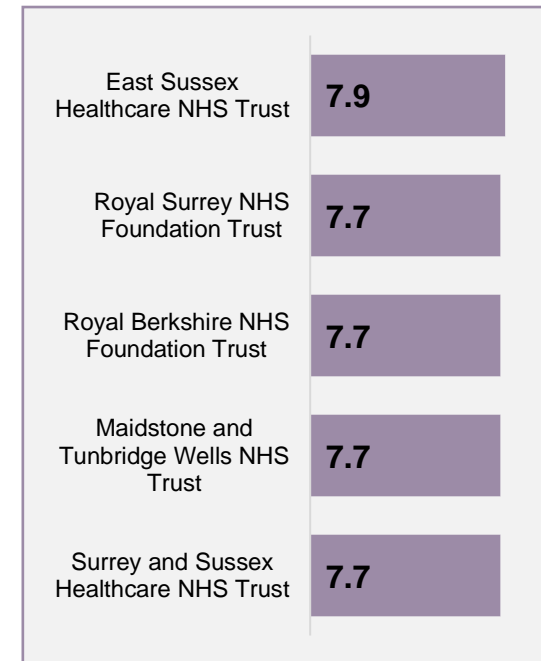 East Sussex
Healthcare NHS Trust
7.9
Royal Surrey NHS
Foundation Trust
7.7
Royal Berkshire NHS
Foundation Trust
7.7
Maidstone and
Tunbridge Wells NHS
Trust
7.7
Surrey and Sussex
Healthcare NHS Trust
7.7